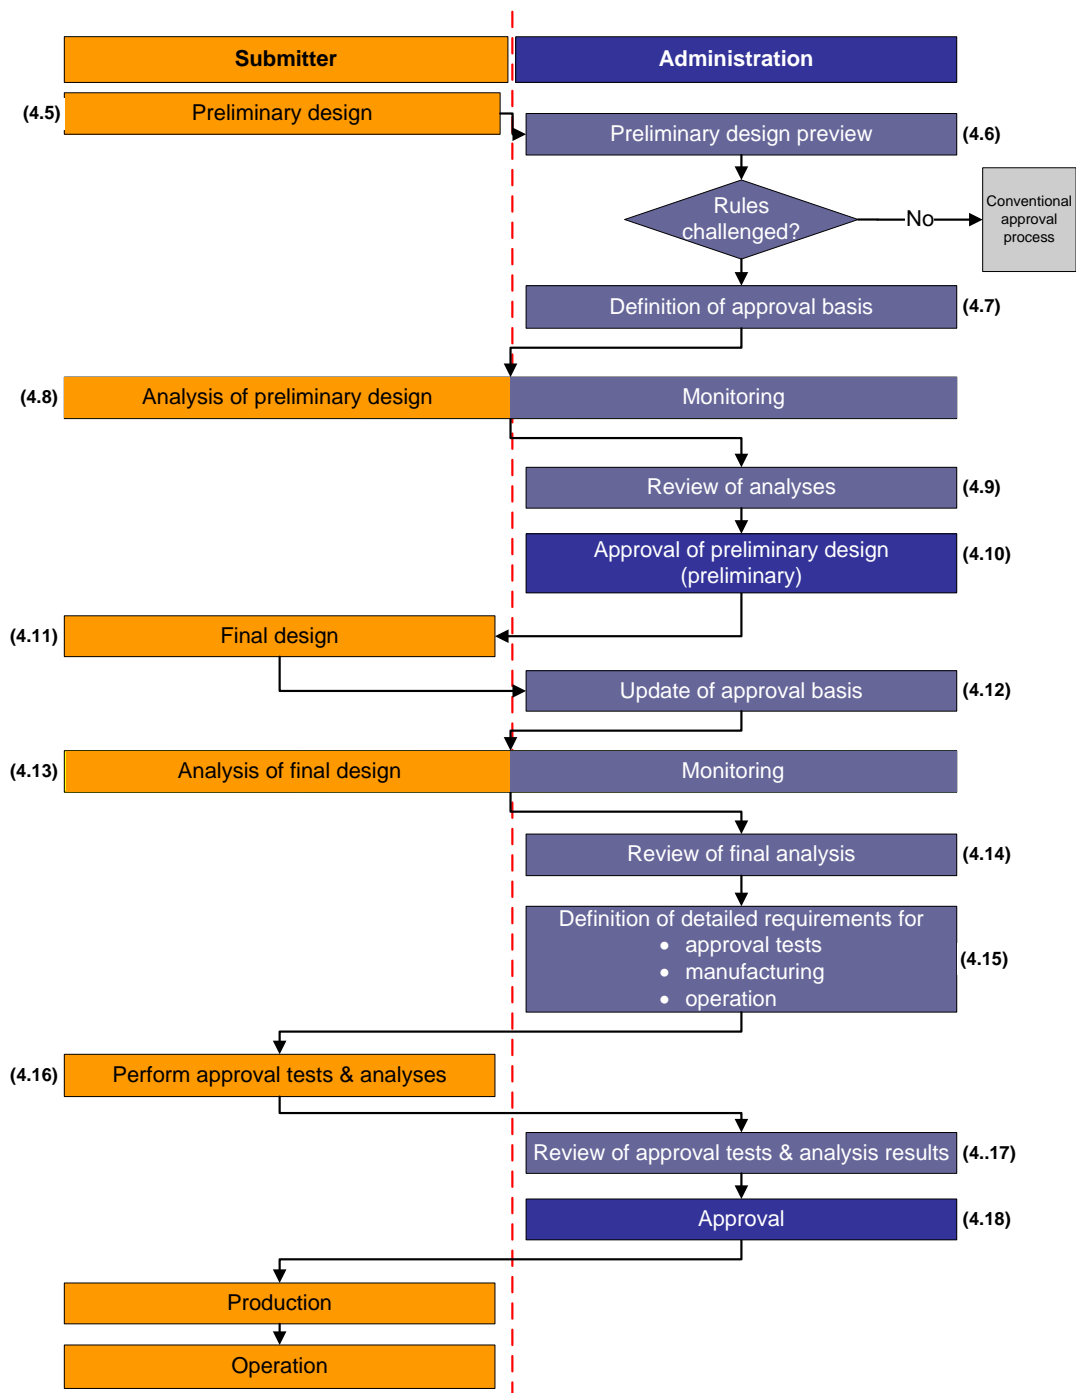 Submitter
Administration
(4.5)
Preliminary design
Preliminary design preview
(4.6)
Rules
challenged?
No
Conventional
approval
process
Definition of approval basis
(4.7)
(4.8)
Analysis of preliminary design
Monitoring
Review of analyses
(4.9)
Approval of preliminary design
(preliminary)
(4.10)
(4.11)
Final design
Update of approval basis
(4.12)
(4.13)
Analysis of final design
Monitoring
Review of final analysis
(4.14)
Definition of detailed requirements for
• approval tests
• manufacturing
• operation
(4.15)
(4.16)
Perform approval tests & analyses
Review of approval tests & analysis results
(4..17)
Approval
(4.18)
Production
Operation